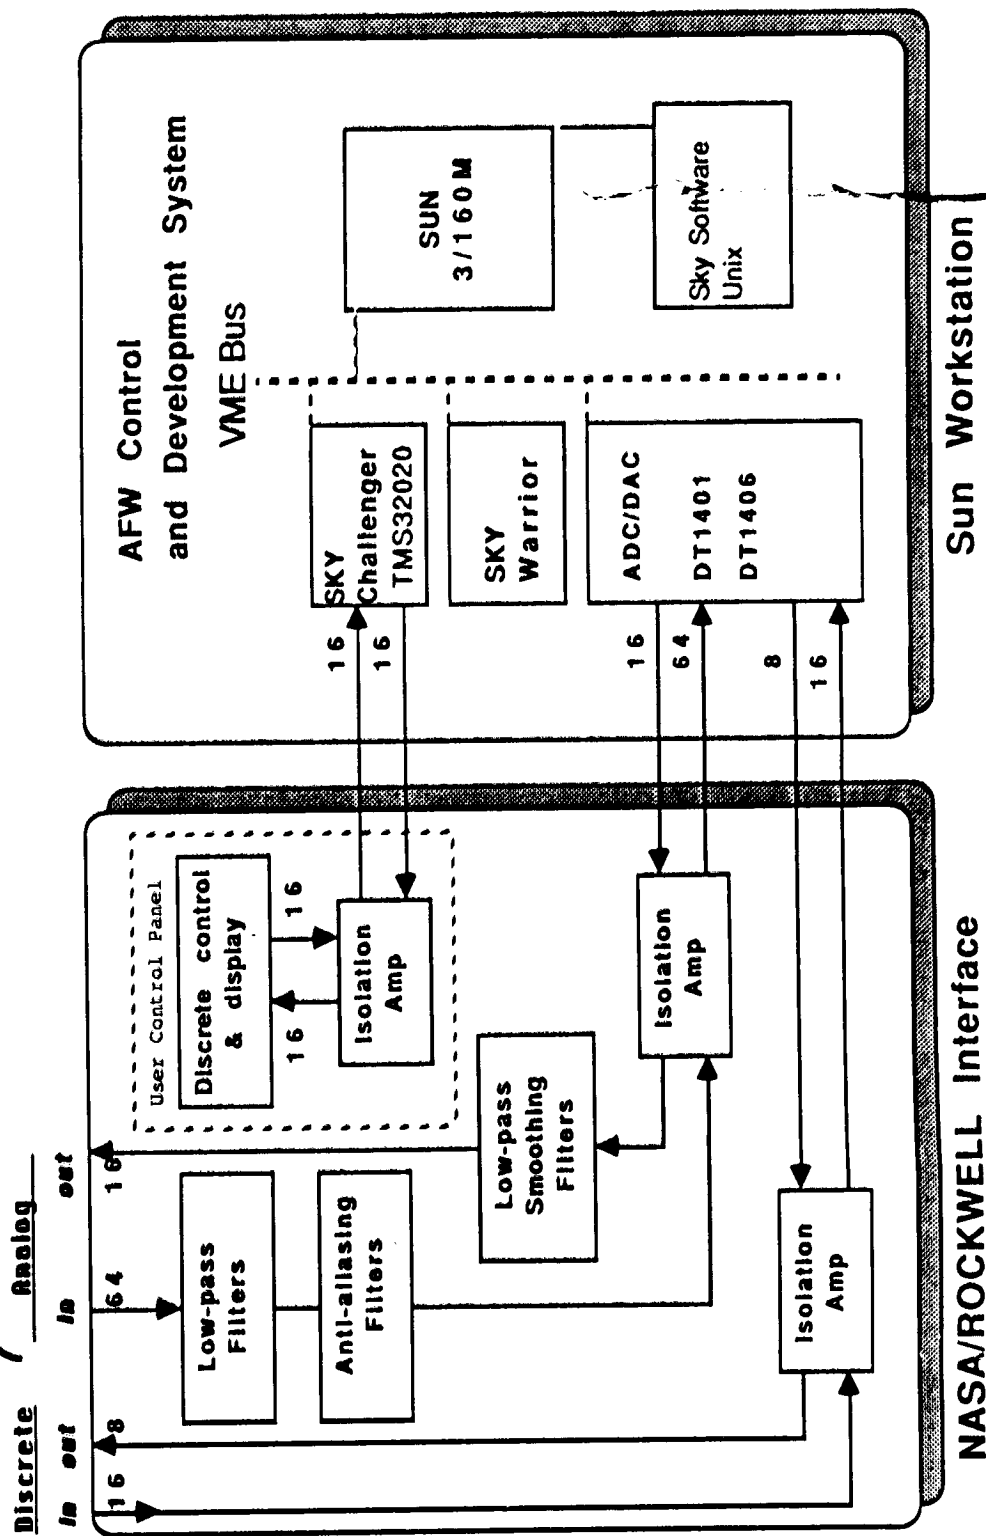 Discrete
Analog
In
out
In
out
16
8
64
16
User Control Panel
Discrete control
& display
16
16
Isolation
Amp
Low-pass
Filters
Anti-aliasing
Filters
Low-pass
Smoothing
Filters
Isolation
Amp
Isolation
Amp
NASA/ROCKWELL Interface
AFW Control
and Development System
VME Bus
16
16
SKY
Challenger
TMS32020
SKY
Warrior
16
64
8
16
ADC/DAC
DT1401
DT1406
SUN
3/160M
Sky Software
Unix
Sun Workstation